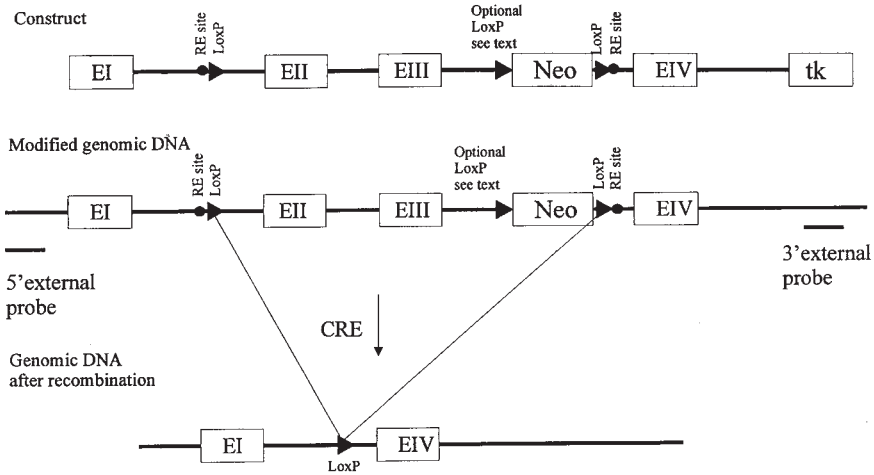 Construct
RE site
LoxP
Optional
LoxP
see text
LoxP
RE site
EI
EII
EIII
Neo
EIV
tk
Modified genomic DNA
RE site
LoxP
Optional
LoxP
see text
LoxP
RE site
EI
EII
EIII
Neo
EIV
5'external
probe
3'external
probe
CRE
Genomic DNA
after recombination
EI
LoxP
EIV